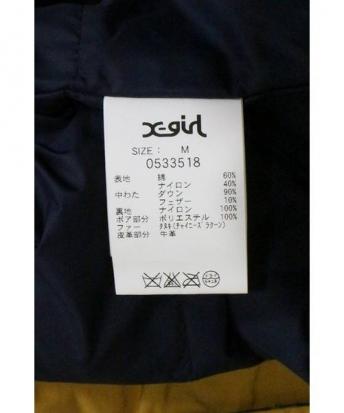 X-girl
SIZE: M
0533518
表地 綿 60%
ナイロン 40%
中わた ダウン 90%
フェザー 10%
裏地 ナイロン 100%
ボア部分 ポリエステル 100%
ファー タヌキ(チャイニーズラクーン)
皮革部分 牛革